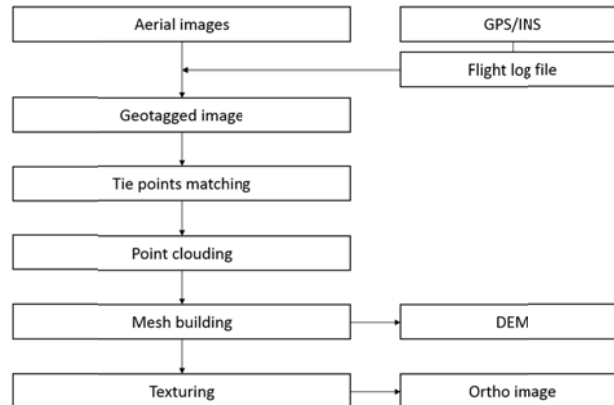 Aerial images
GPS/INS
Flight log file
Geotagged image
Tie points matching
Point clouding
Mesh building
DEM
Texturing
Ortho image